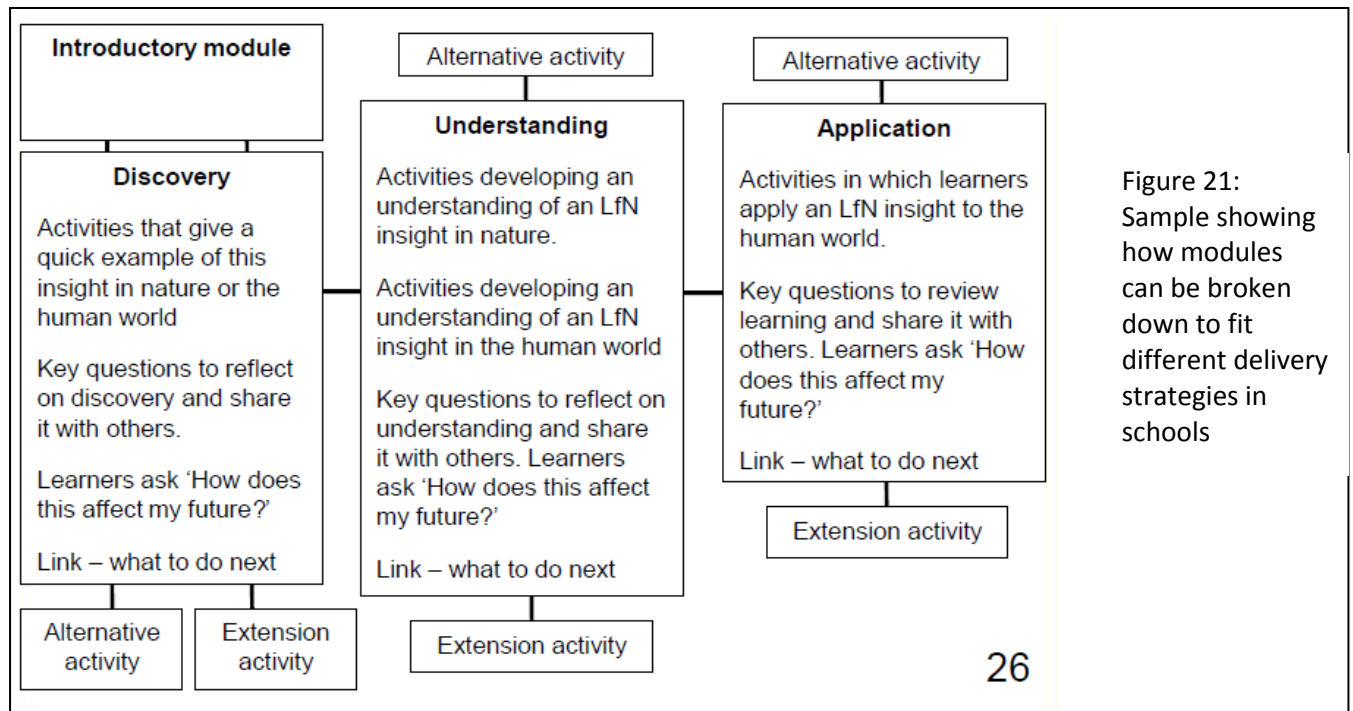 Introductory module
Discovery
Activities that give a
quick example of this
insight in nature or the
human world
Key questions to reflect
on discovery and share
it with others.
Learners ask ‘How does
this affect my future?’
Link – what to do next
Alternative
activity
Extension
activity
Alternative activity
Understanding
Activities developing an
understanding of an LfN
insight in nature.
Activities developing an
understanding of an LfN
insight in the human world
Key questions to reflect on
understanding and share
it with others. Learners
ask ‘How does this affect
my future?’
Link – what to do next
Extension activity
Alternative activity
Application
Activities in which learners
apply an LfN insight to the
human world.
Key questions to review
learning and share it with
others. Learners ask ‘How
does this affect my
future?’
Link – what to do next
Extension activity
26
Figure 21:
Sample showing
how modules
can be broken
down to fit
different delivery
strategies in
schools